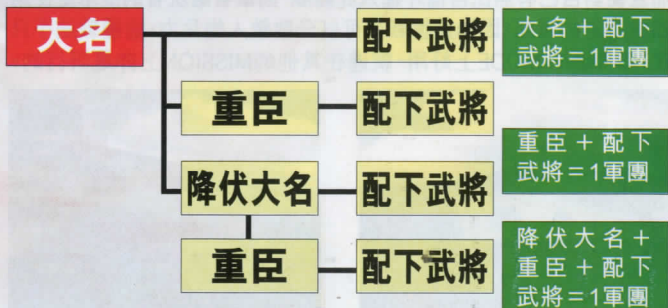 大名
配下武將
大名＋配下
武將＝1軍團
重臣
配下武將
重臣＋配下
武將＝1軍團
降伏大名
配下武將
重臣
配下武將
降伏大名＋
重臣＋配下
武將＝1軍團